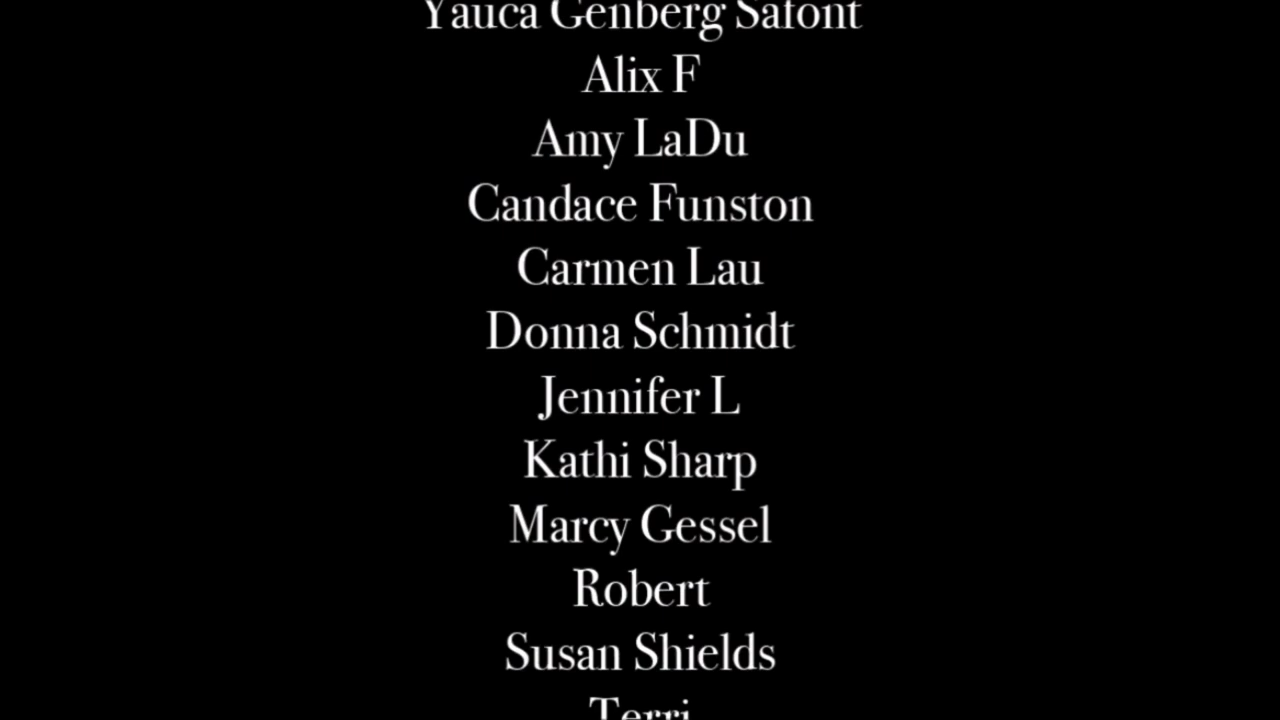 Yauca Genberg Safont
Alix F
Amy LaDu
Candace Funston
Carmen Lau
Donna Schmidt
Jennifer L
Kathi Sharp
Marcy Gessel
Robert
Susan Shields
Terri